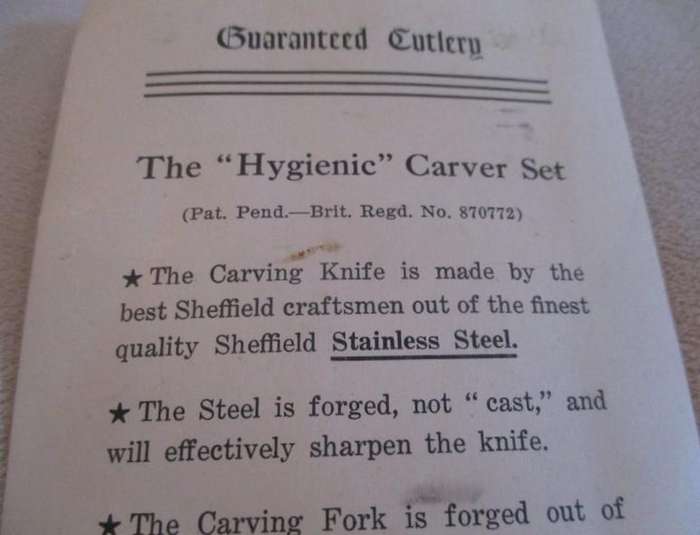 Guaranteed Cutlery
The “Hygienic” Carver Set
(Pat. Pend.—Brit. Regd. No. 870772)
★ The Carving Knife is made by the
best Sheffield craftsmen out of the finest
quality Sheffield Stainless Steel.
★ The Steel is forged, not “ cast,” and
will effectively sharpen the knife.
★ The Carving Fork is forged out of